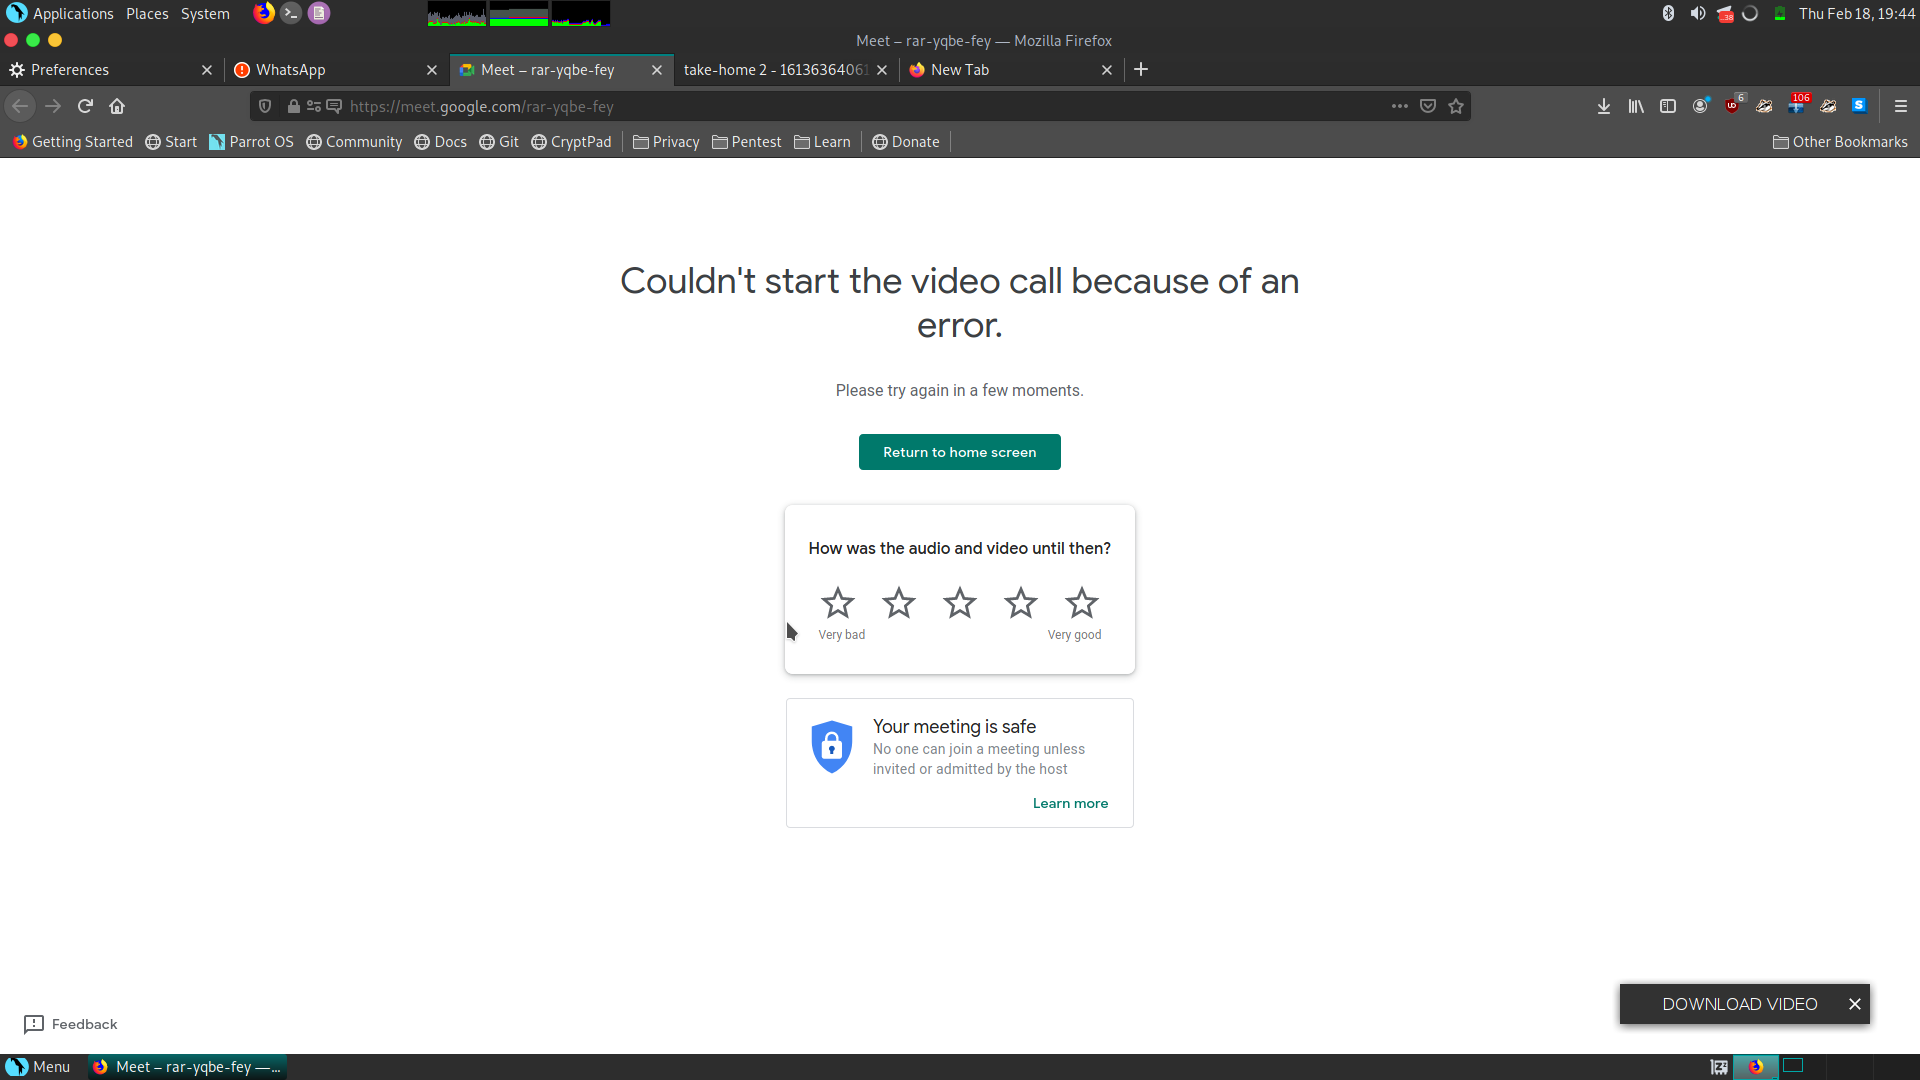 Applications Places System
Thu Feb 18, 19:44
Meet – rar-yqbe-fey — Mozilla Firefox
Preferences
WhatsApp
Meet – rar-yqbe-fey
take-home 2 - 16136364061
New Tab
https://meet.google.com/rar-yqbe-fey
6
106
Getting Started Start Parrot OS Community Docs Git CryptPad Privacy Pentest Learn Donate Other Bookmarks
Couldn't start the video call because of an
error.
Please try again in a few moments.
Return to home screen
How was the audio and video until then?
Very bad Very good
Your meeting is safe
No one can join a meeting unless
invited or admitted by the host
Learn more
DOWNLOAD VIDEO
Feedback
Menu Meet – rar-yqbe-fey —...